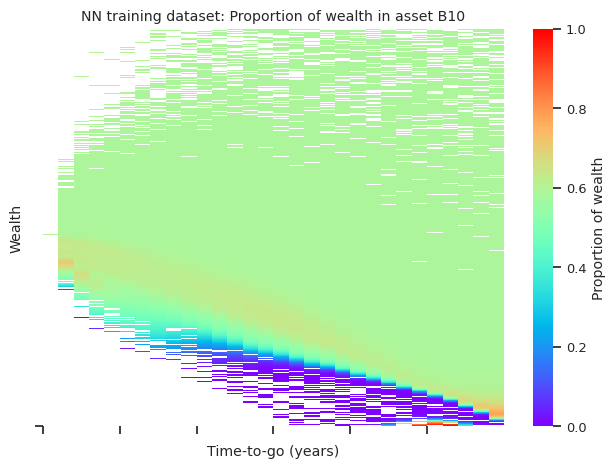 NN training dataset: Proportion of wealth in asset B10
Wealth
Time-to-go (years)
1.0
0.8
0.6
0.4
0.2
0.0
Proportion of wealth